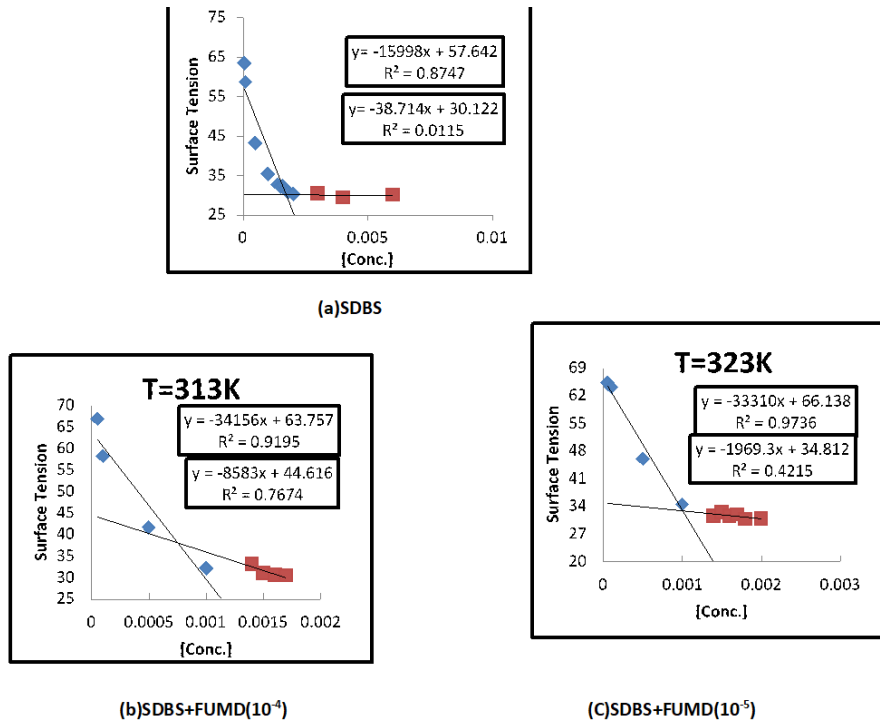 75
65
55
45
35
25
Surface Tension
y= -15998x + 57.642
R² = 0.8747
y= -38.714x + 30.122
R² = 0.0115
0 0.005 0.01
[Conc.]
(a)SDBS
T=313K
70
65
60
55
50
45
40
35
30
25
Surface Tension
y = -34156x + 63.757
R² = 0.9195
y = -8583x + 44.616
R² = 0.7674
0 0.0005 0.001 0.0015 0.002
[Conc.]
(b)SDBS+FUMD(10⁻⁴)
T=323K
69
62
55
48
41
34
27
20
Surface Tension
y = -33310x + 66.138
R² = 0.9736
y = -1969.3x + 34.812
R² = 0.4215
0 0.001 0.002 0.003
[Conc.]
(C)SDBS+FUMD(10⁻⁵)